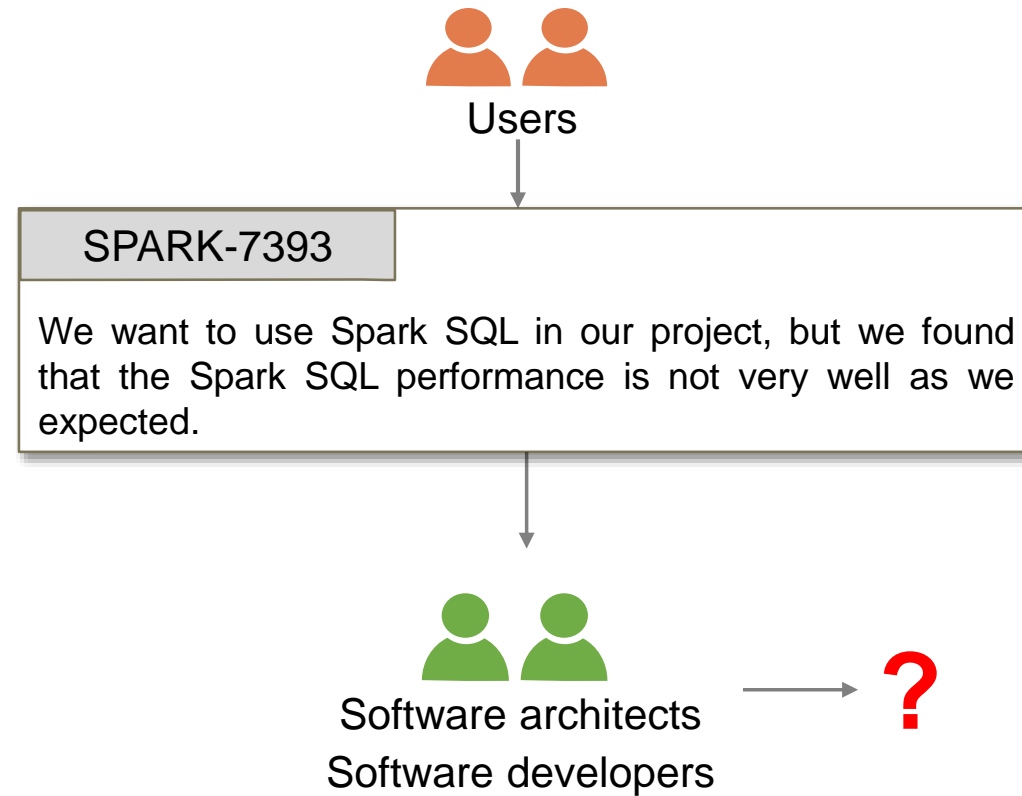 Users
SPARK-7393
We want to use Spark SQL in our project, but we found
that the Spark SQL performance is not very well as we
expected.
Software architects
?
Software developers